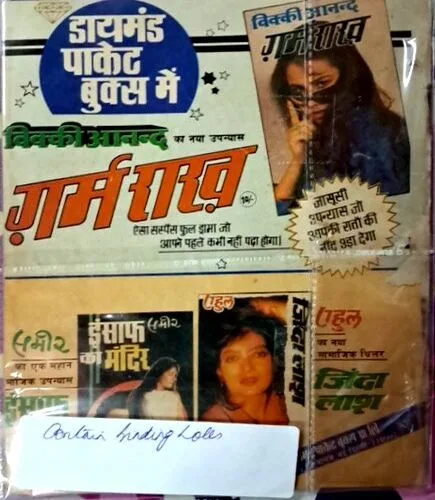 डायमंड
पाकेट
बुक्स में
विक्की आनन्द
ग़र्म राख़
विक्की आनन्द का नया उपन्यास
ग़र्म राख़
10/-
ऐसा सस्पैंस फुल ड्रामा जो
आपने पहले कभी नहीं पढ़ा होगा।
जासूसी
उपन्यास जो
आपकी रातों की
नींद उड़ा देगा
समीर
का एक महान
माजिक उपन्यास
इंसाफ
इंसाफ समीर
का मंदिर
राहुल
ज़िंदा लाश
राहुल
का नया
सामाजिक थ्रिलर
जिंदा
लाश
Contain binding holes
पाकेट बुक्स प्रा. लि.